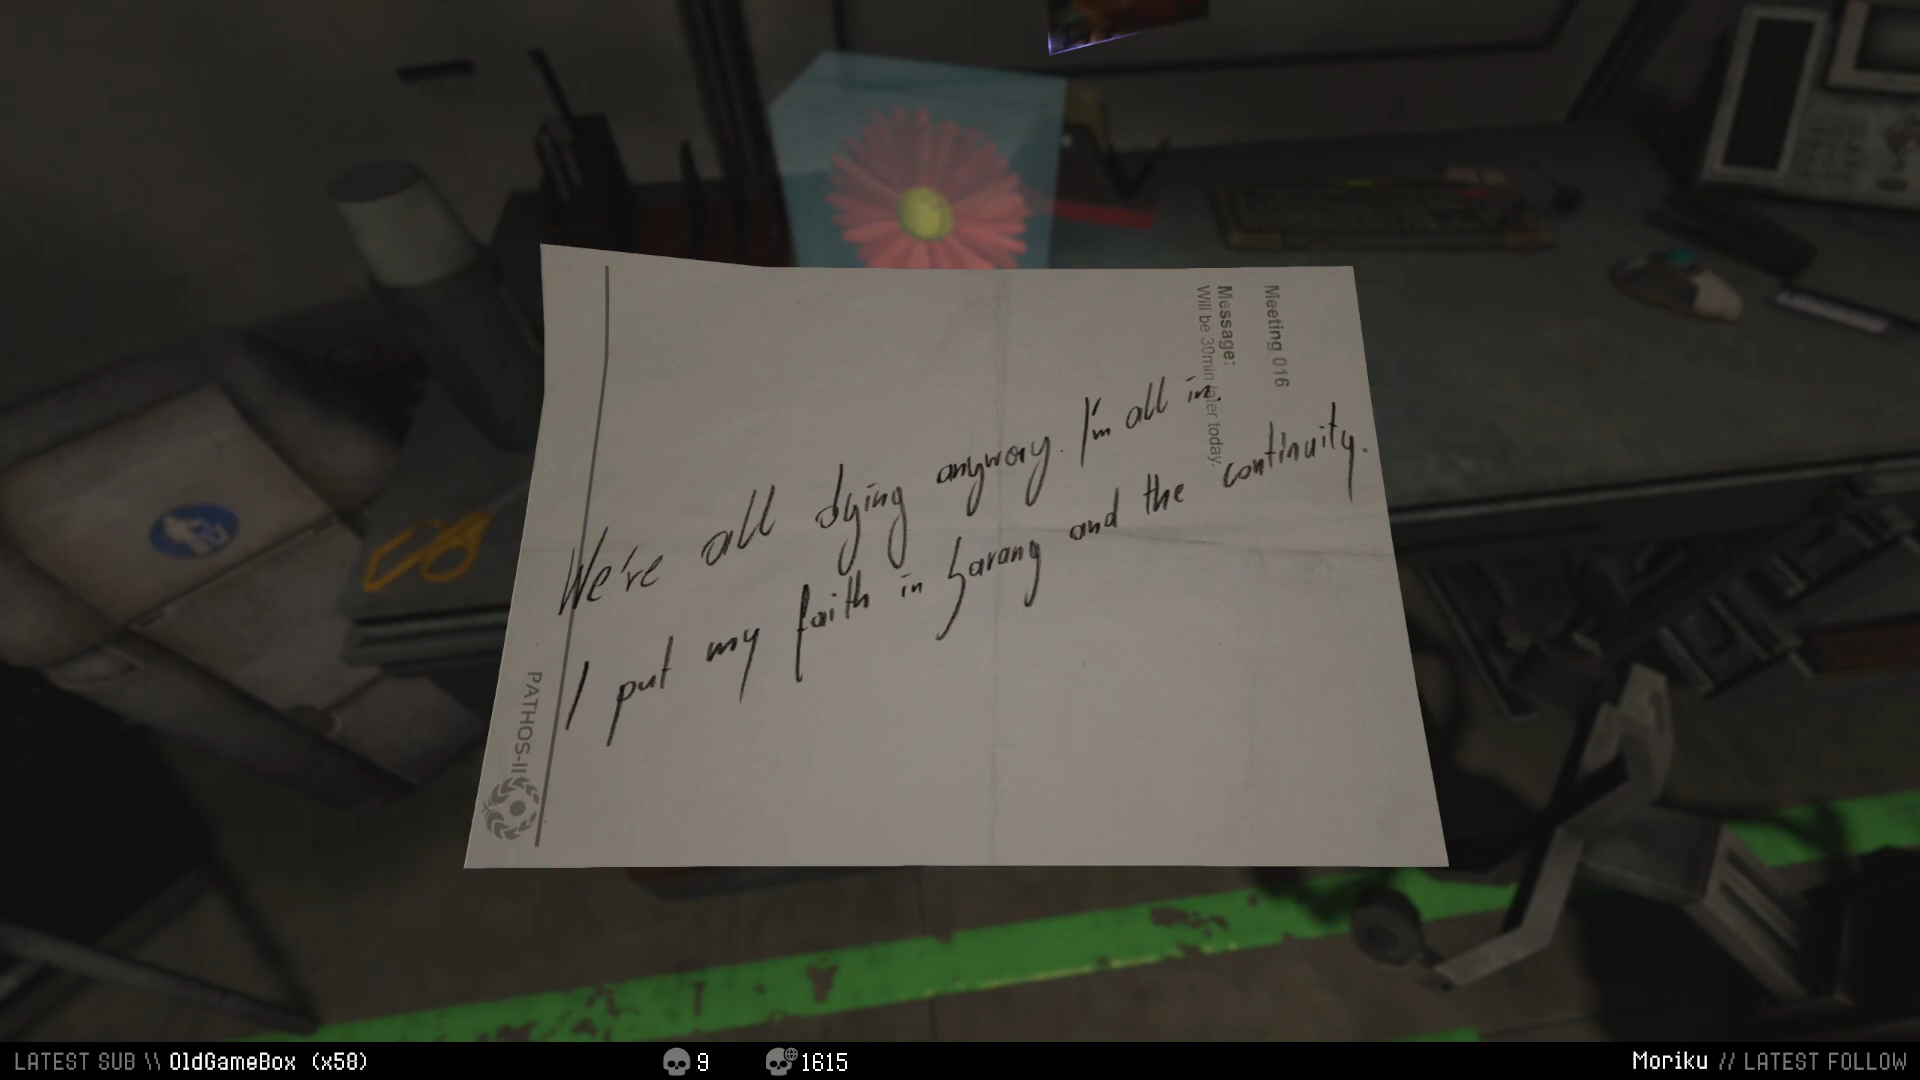 Meeting 016
Message:
Will be 30min later today.
We're all dying anyway. I'm all in.
I put my faith in Sarang and the continuity.
PATHOS-II
LATEST SUB \\ OldGameBox (x58)
9
1615
Moriku // LATEST FOLLOW